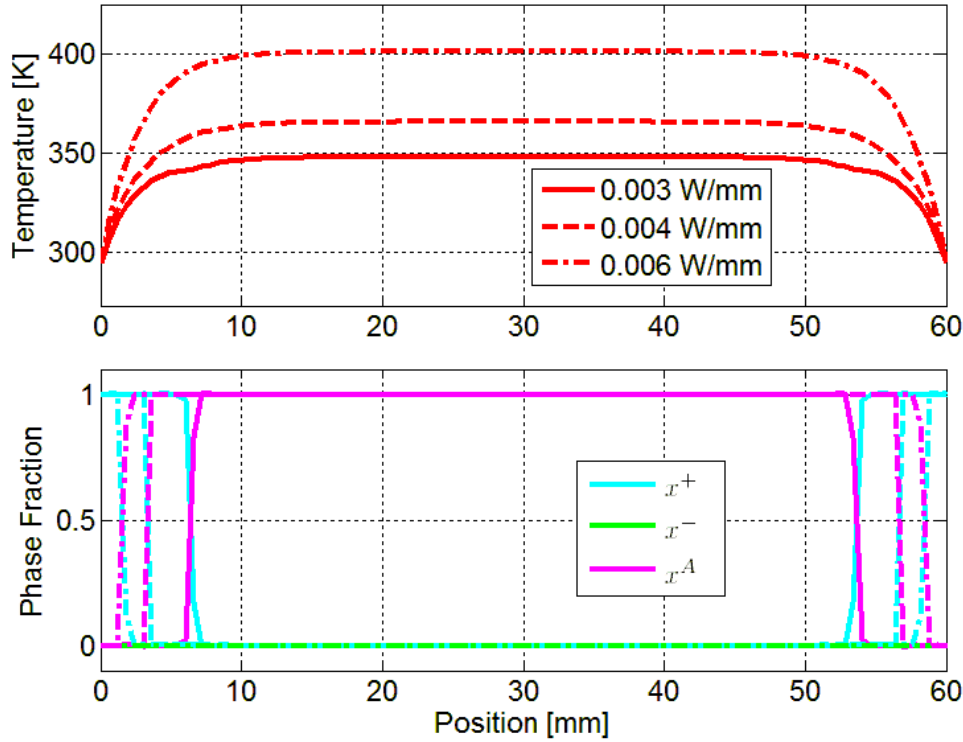 Temperature [K]
400
350
300
0.003 W/mm
0.004 W/mm
0.006 W/mm
0 10 20 30 40 50 60
Phase Fraction
1
0.5
0
x⁺
x⁻
xᴬ
0 10 20 30 40 50 60
Position [mm]